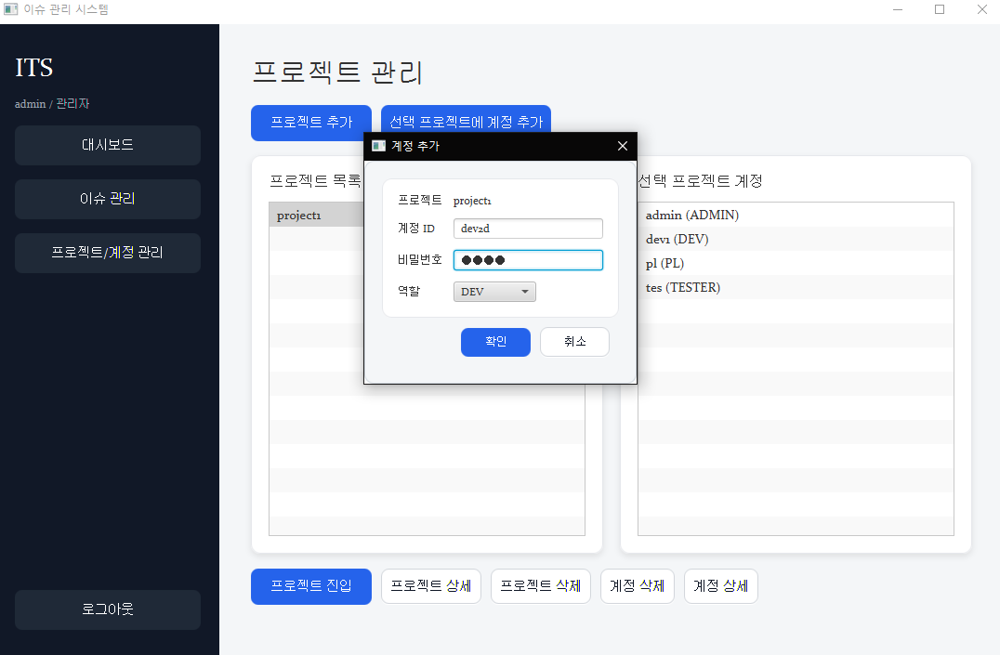 이슈 관리 시스템
ITS
admin / 관리자
대시보드
이슈 관리
프로젝트/계정 관리
로그아웃
프로젝트 관리
프로젝트 추가
선택 프로젝트에 계정 추가
프로젝트 목록
project1
선택 프로젝트 계정
admin (ADMIN)
dev1 (DEV)
pl (PL)
tes (TESTER)
계정 추가
프로젝트 project1
계정 ID dev2d
비밀번호 ●●●●
역할 DEV
확인 취소
프로젝트 진입 프로젝트 상세 프로젝트 삭제 계정 삭제 계정 상세